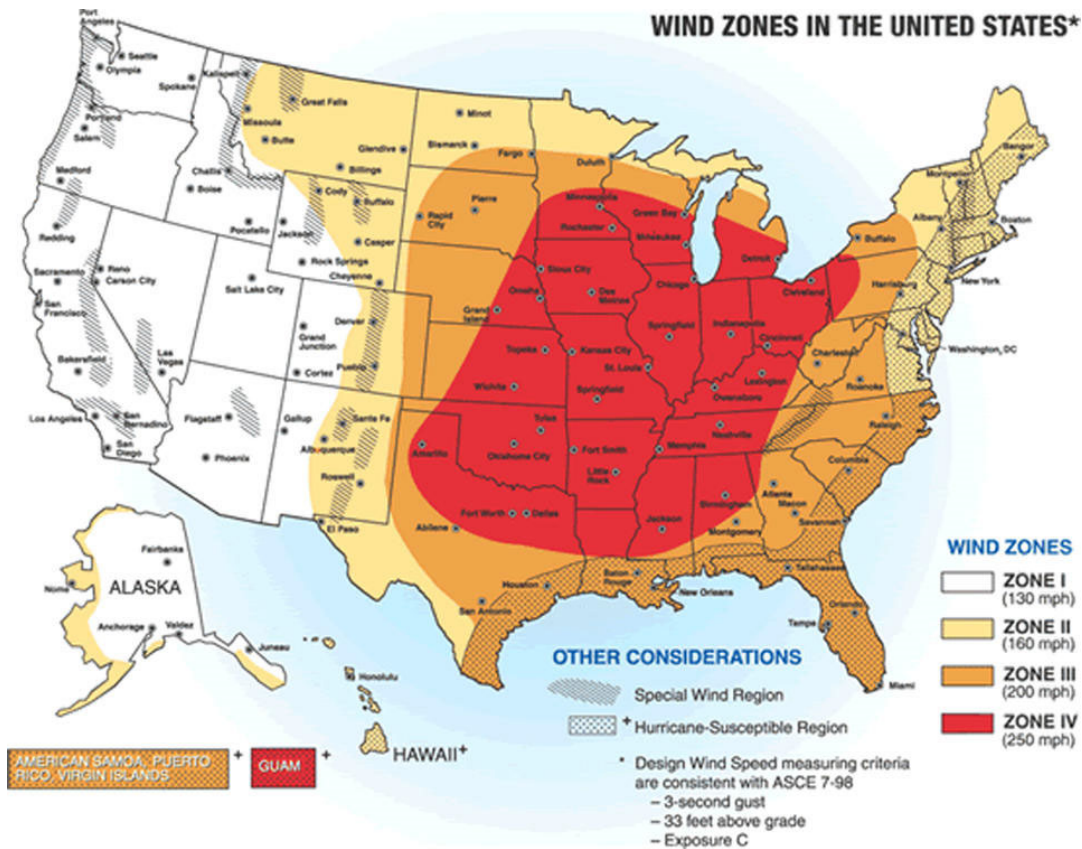 WIND ZONES IN THE UNITED STATES*
Port
Angeles
Seattle
Olympia
Spokane
Kalispell
Great Falls
Minot
Portland
Salem
Missoula
Butte
Glendive
Bismarck
Fargo
Duluth
Bangor
Montpelier
Medford
Challis
Boise
Billings
Cody
Buffalo
Pierre
Rapid
City
Minneapolis
Green Bay
Rochester
Milwaukee
Albany
Boston
Buffalo
Redding
Pocatello
Jackson
Casper
Rock Springs
Cheyenne
Sioux City
Detroit
Sacramento
Reno
Carson City
San
Francisco
Salt Lake City
Omaha
Des
Moines
Chicago
Cleveland
Harrisburg
New York
Grand
Island
Denver
Grand
Junction
Springfield
Indianapolis
Cincinnati
Washington, DC
Bakersfield
Las
Vegas
Cortez
Pueblo
Topeka
Kansas City
St. Louis
Charleston
Lexington
Roanoke
Wichita
Springfield
Owensboro
Raleigh
Los Angeles
San
Bernadino
Flagstaff
Gallup
Santa Fe
Tulsa
Nashville
San
Diego
Phoenix
Albuquerque
Amarillo
Oklahoma City
Fort Smith
Memphis
Columbia
Roswell
Little
Rock
Atlanta
Macon
Birmingham
El Paso
Fort Worth
Dallas
Abilene
Jackson
Montgomery
Savannah
Houston
Baton
Rouge
New Orleans
Tallahassee
San Antonio
Orlando
Tampa
Miami
Fairbanks
Nome
ALASKA
Anchorage
Valdez
Juneau
Honolulu
HAWAII+
AMERICAN SAMOA, PUERTO
RICO, VIRGIN ISLANDS
+
GUAM
+
OTHER CONSIDERATIONS
Special Wind Region
+ Hurricane-Susceptible Region
* Design Wind Speed measuring criteria
are consistent with ASCE 7-98
– 3-second gust
– 33 feet above grade
– Exposure C
WIND ZONES
ZONE I
(130 mph)
ZONE II
(160 mph)
ZONE III
(200 mph)
ZONE IV
(250 mph)